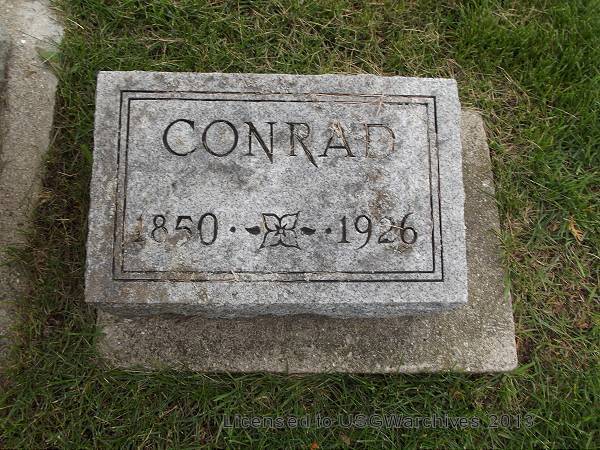 CONRAD
1850 1926
Licensed to USGWarchives 2013